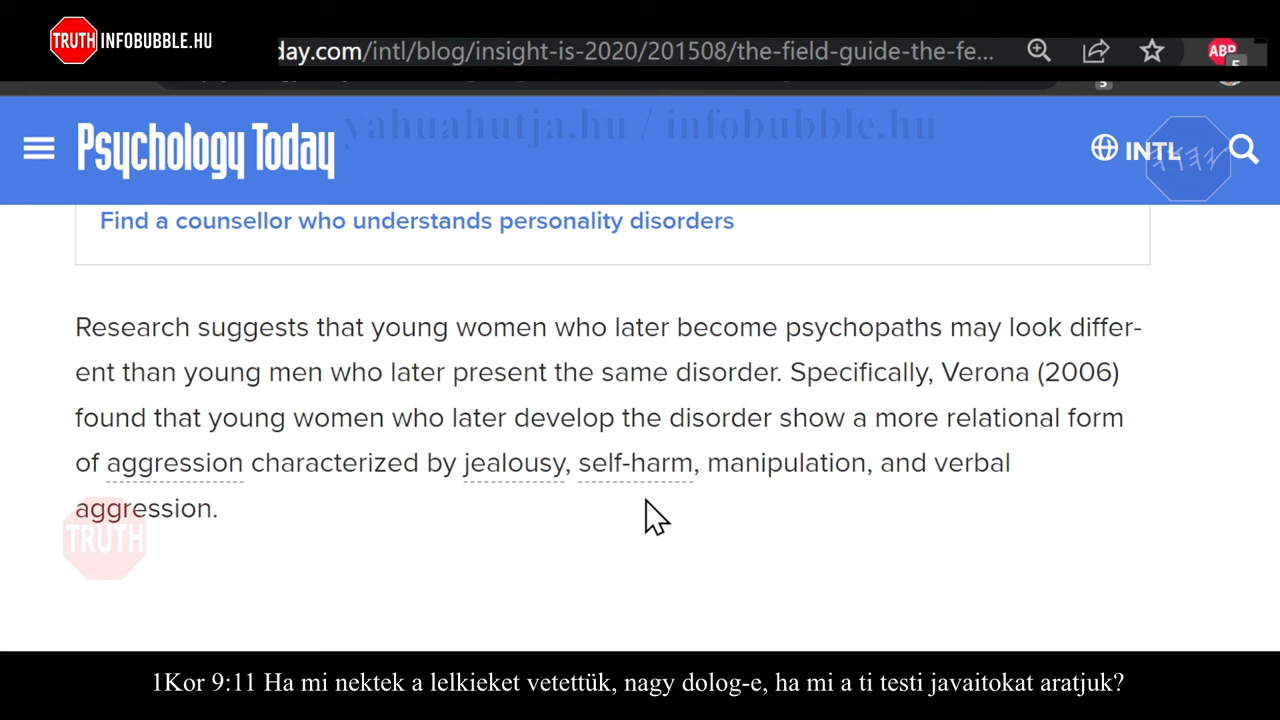 TRUTH INFOBUBBLE.HU
day.com/intl/blog/insight-is-2020/201508/the-field-guide-the-fe...
ABP
5
5
yahuahutja.hu / infobubble.hu
Psychology Today
INTL
Find a counsellor who understands personality disorders
Research suggests that young women who later become psychopaths may look differ-
ent than young men who later present the same disorder. Specifically, Verona (2006)
found that young women who later develop the disorder show a more relational form
of aggression characterized by jealousy, self-harm, manipulation, and verbal
aggression.
TRUTH
1Kor 9:11 Ha mi nektek a lelkieket vetettük, nagy dolog-e, ha mi a ti testi javaitokat aratjuk?